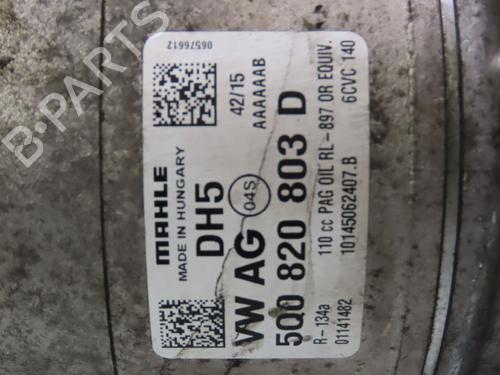 MAHLE
MADE IN HUNGARY
DH5
VW AG 04S
5Q0 820 803 D
R-134a
01141482
06576612
42/15
AAAAAAB
110 cc PAG OIL RL-897 OR EQUIV.
10145062407.B
6CVC 140
B-PARTS